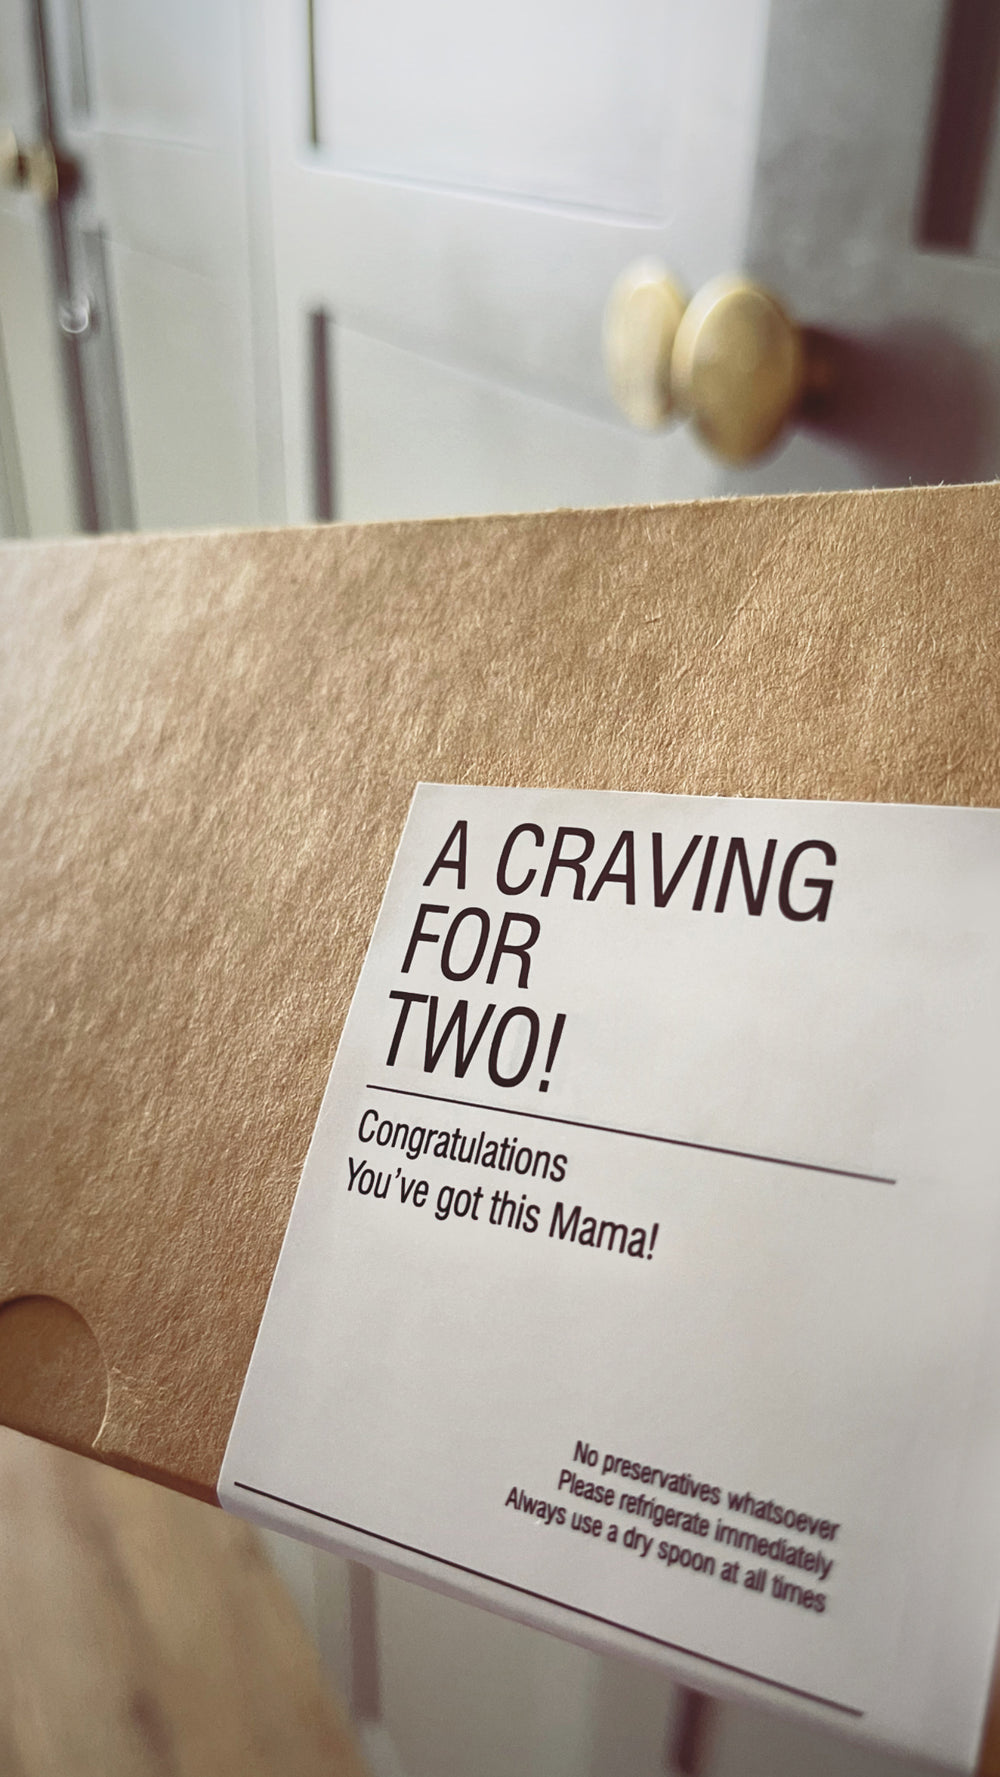 A CRAVING
FOR
TWO!
Congratulations
You've got this Mama!
No preservatives whatsoever
Please refrigerate immediately
Always use a dry spoon at all times